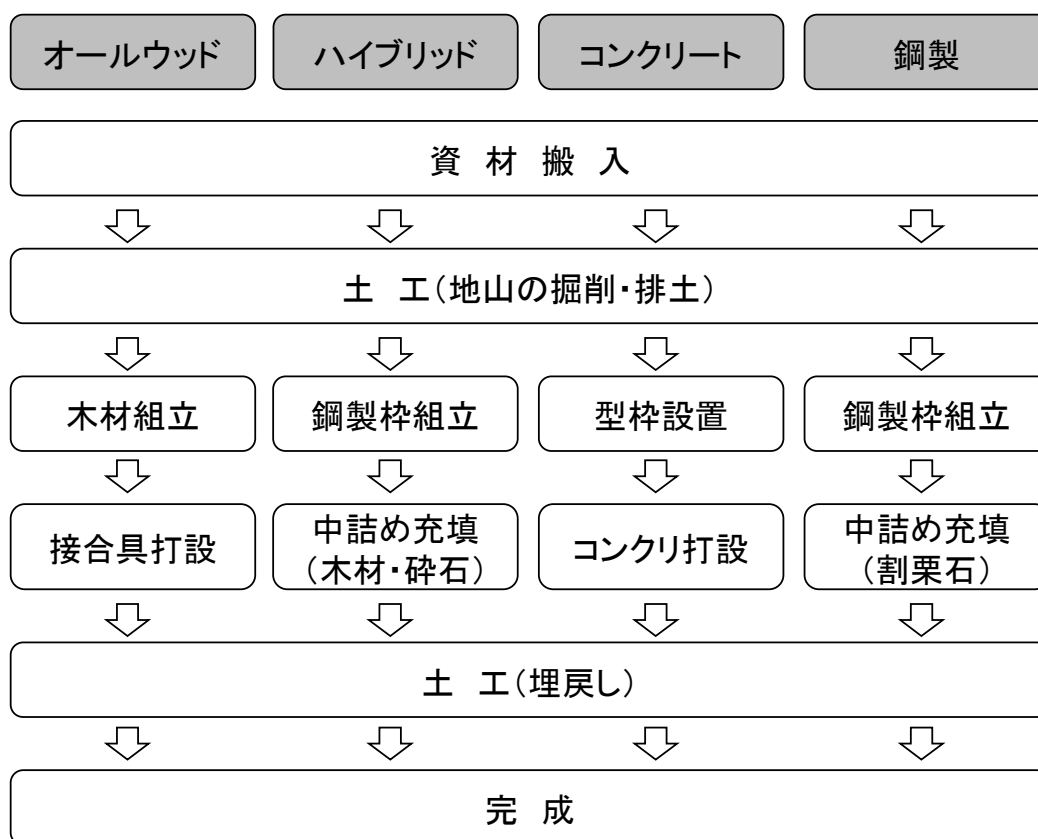 オールウッド
ハイブリッド
コンクリート
鋼製
資 材 搬 入
土 工(地山の掘削・排土)
木材組立
鋼製枠組立
型枠設置
鋼製枠組立
接合具打設
中詰め充填
(木材・砕石)
コンクリ打設
中詰め充填
(割栗石)
土 工(埋戻し)
完 成